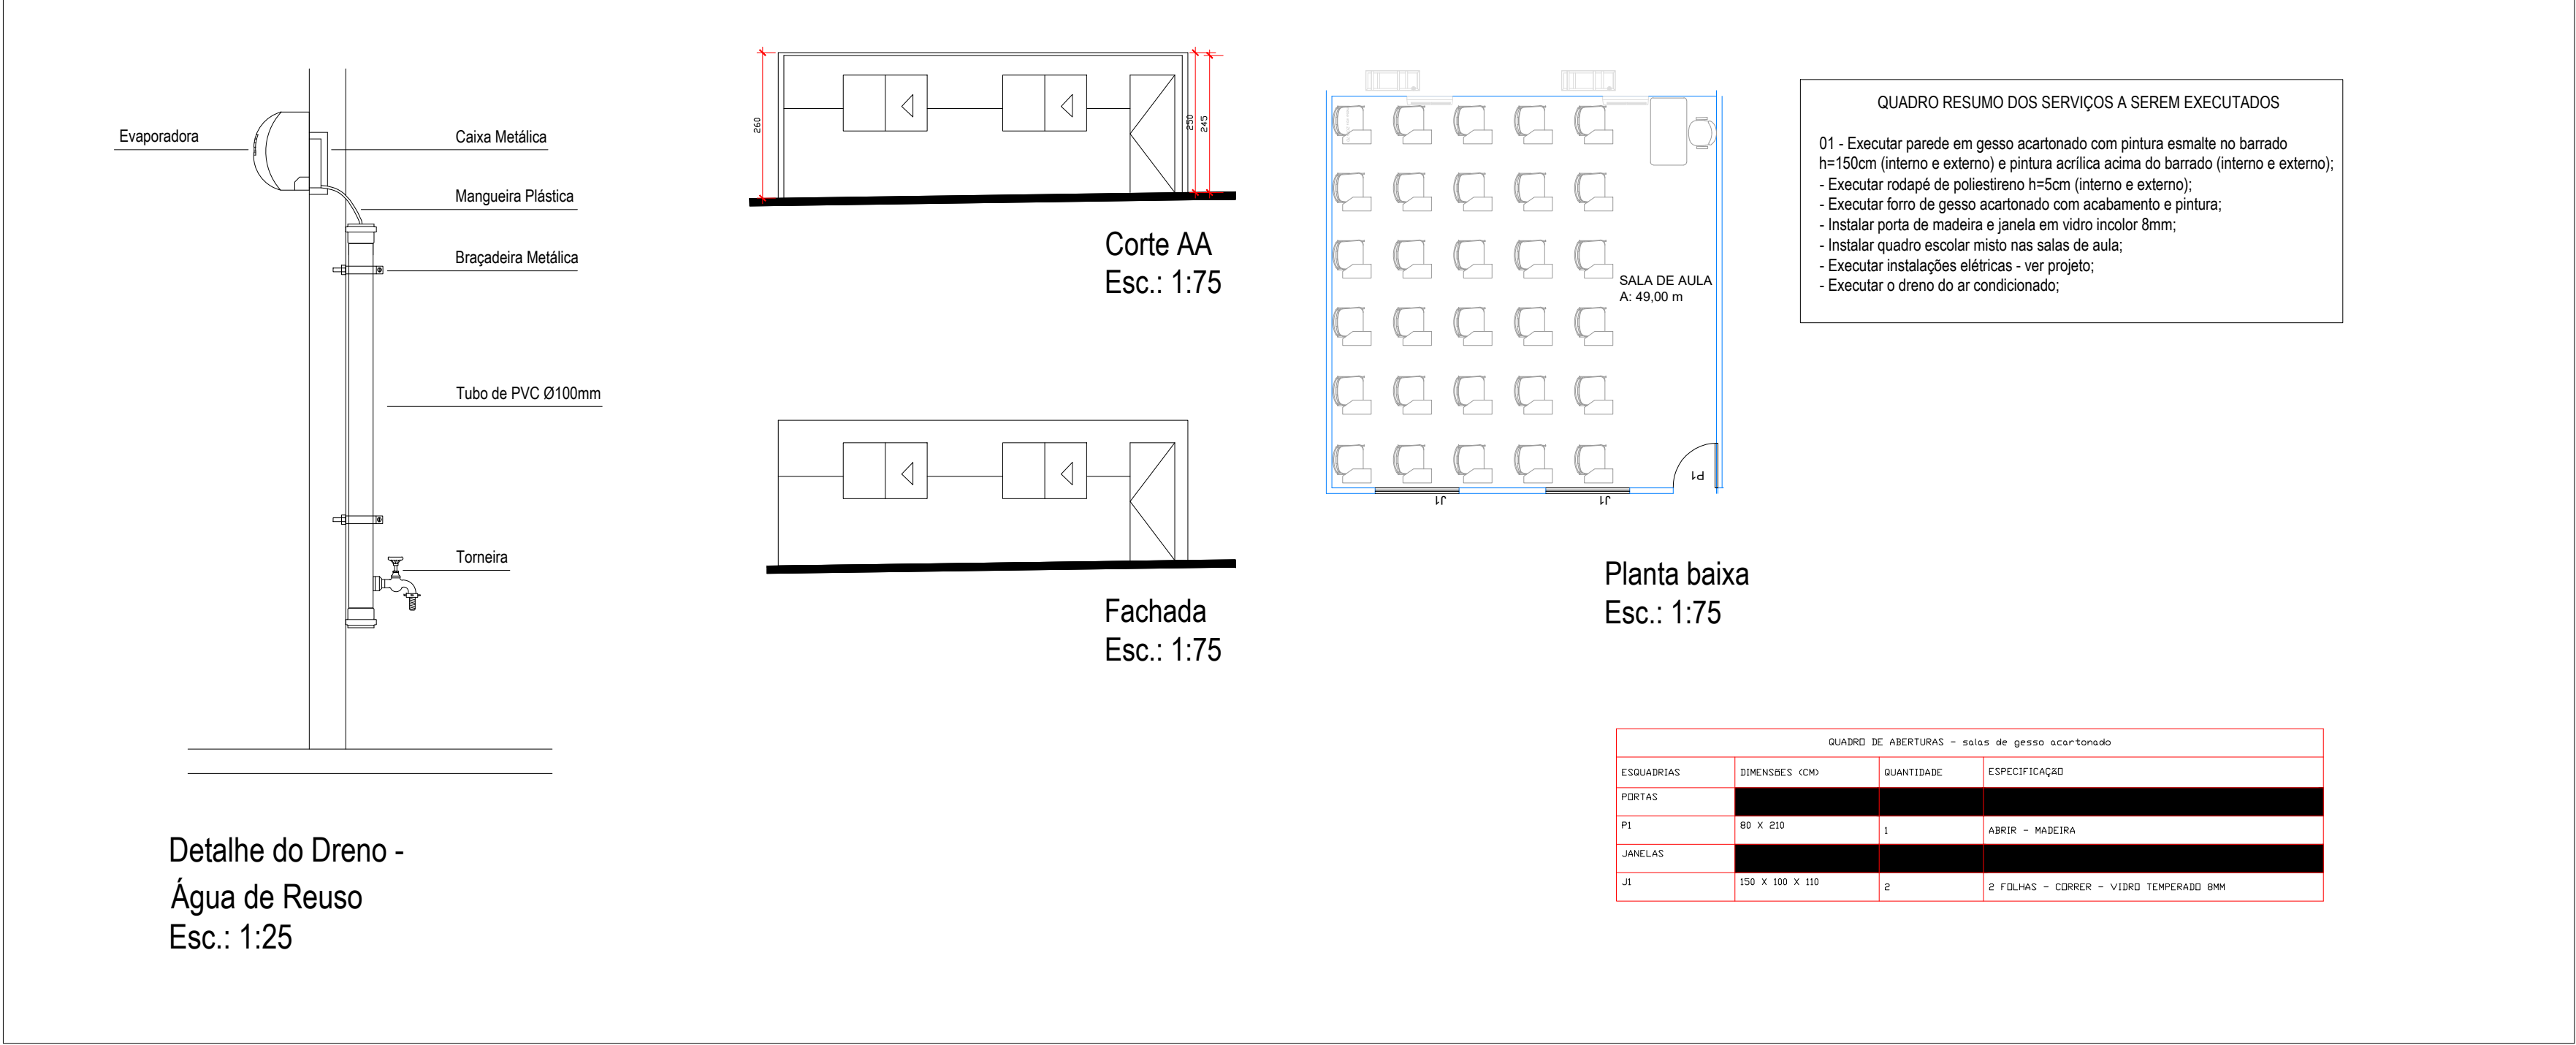 Evaporadora
Caixa Metálica
Mangueira Plástica
Braçadeira Metálica
Tubo de PVC Ø100mm
Torneira
Detalhe do Dreno -
Água de Reuso
Esc.: 1:25
260
250
245
Corte AA
Esc.: 1:75
Fachada
Esc.: 1:75
SALA DE AULA
A: 49,00 m
P1
J1
J1
Planta baixa
Esc.: 1:75
QUADRO RESUMO DOS SERVIÇOS A SEREM EXECUTADOS
01 - Executar parede em gesso acartonado com pintura esmalte no barrado
h=150cm (interno e externo) e pintura acrílica acima do barrado (interno e externo);
- Executar rodapé de poliestireno h=5cm (interno e externo);
- Executar forro de gesso acartonado com acabamento e pintura;
- Instalar porta de madeira e janela em vidro incolor 8mm;
- Instalar quadro escolar misto nas salas de aula;
- Executar instalações elétricas - ver projeto;
- Executar o dreno do ar condicionado;
QUADRO DE ABERTURAS - salas de gesso acartonado
ESQUADRIAS DIMENSÕES (CM) QUANTIDADE ESPECIFICAÇÃO
PORTAS
P1 80 X 210 1 ABRIR - MADEIRA
JANELAS
J1 150 X 100 X 110 2 2 FOLHAS - CORRER - VIDRO TEMPERADO 8MM